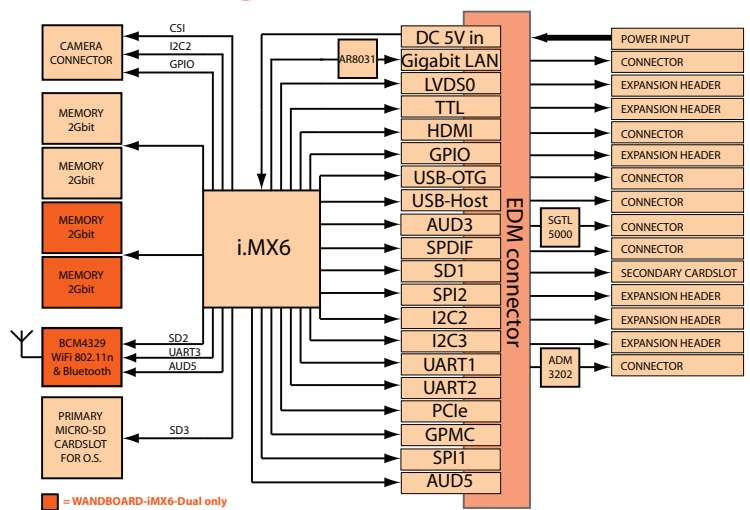 CSI
I2C2
GPIO
CAMERA
CONNECTOR
MEMORY
2Gbit
MEMORY
2Gbit
MEMORY
2Gbit
MEMORY
2Gbit
BCM4329
WiFi 802.11n
& Bluetooth
SD2
UART3
AUD5
PRIMARY
MICRO-SD
CARDSLOT
FOR O.S.
SD3
= WANDBOARD-iMX6-Dual only
i.MX6
AR8031
DC 5V in
Gigabit LAN
LVDS0
TTL
HDMI
GPIO
USB-OTG
USB-Host
AUD3
SPDIF
SD1
SPI2
I2C2
I2C3
UART1
UART2
PCIe
GPMC
SPI1
AUD5
EDM connector
SGTL
5000
ADM
3202
POWER INPUT
CONNECTOR
EXPANSION HEADER
EXPANSION HEADER
CONNECTOR
EXPANSION HEADER
CONNECTOR
CONNECTOR
CONNECTOR
CONNECTOR
SECONDARY CARDSLOT
EXPANSION HEADER
EXPANSION HEADER
EXPANSION HEADER
CONNECTOR